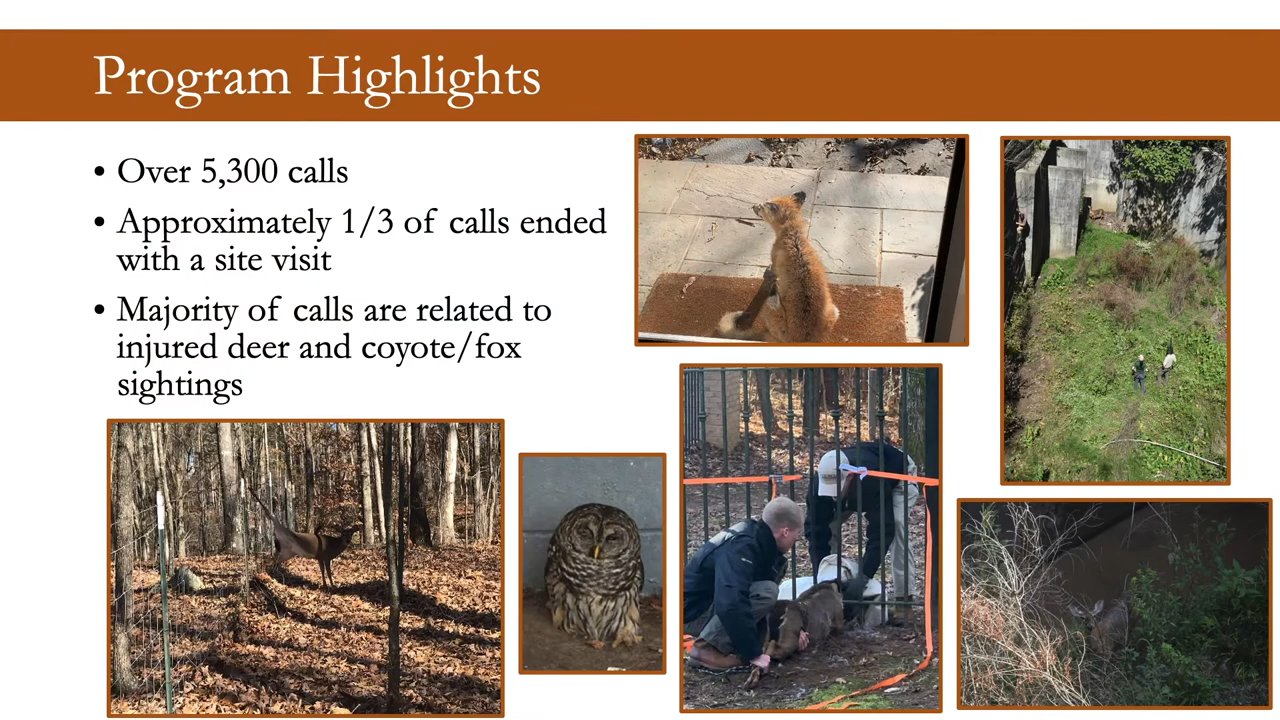 Program Highlights
• Over 5,300 calls
• Approximately 1/3 of calls ended
with a site visit
• Majority of calls are related to
injured deer and coyote/fox
sightings